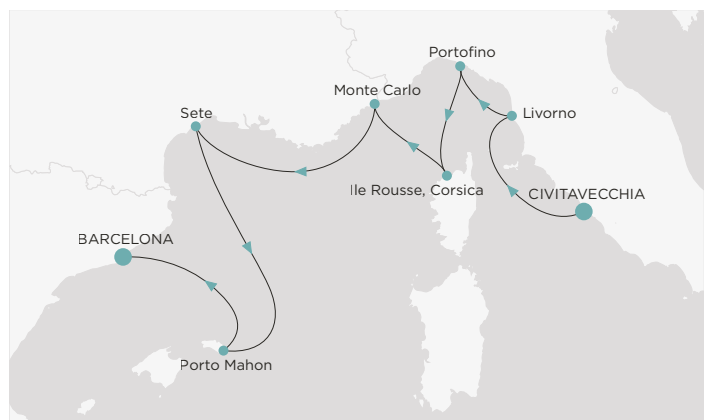 Portofino
Monte Carlo
Sete
Livorno
Ile Rousse, Corsica
CIVITAVECCHIA
BARCELONA
Porto Mahon